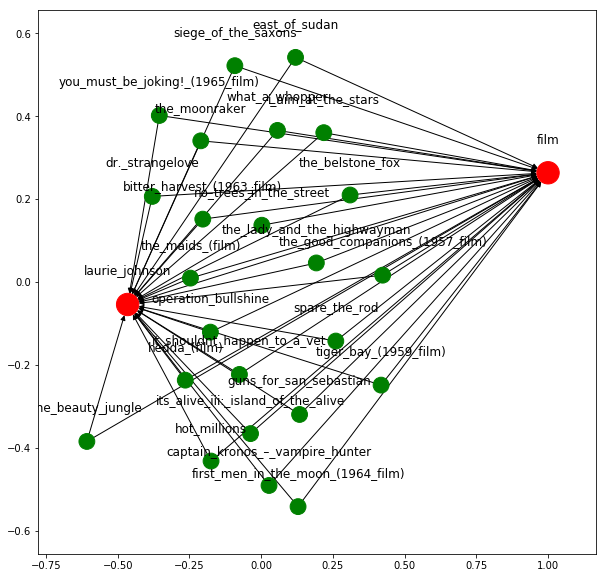 east_of_sudan
siege_of_the_saxons
you_must_be_joking!_(1965_film)
what_a_whopper
i_aim_at_the_stars
the_moonraker
film
dr._strangelove
the_belstone_fox
bitter_harvest_(1963_film)
no_trees_in_the_street
the_lady_and_the_highwayman
the_maids_(film)
the_good_companions_(1957_film)
laurie_johnson
operation_bullshine
spare_the_rod
it_shouldnt_happen_to_a_vet
hedda_(film)
tiger_bay_(1959_film)
guns_for_san_sebastian
its_alive_iii:_island_of_the_alive
he_beauty_jungle
hot_millions
captain_kronos_–_vampire_hunter
first_men_in_the_moon_(1964_film)
0.6
0.4
0.2
0.0
−0.2
−0.4
−0.6
−0.75 −0.50 −0.25 0.00 0.25 0.50 0.75 1.00